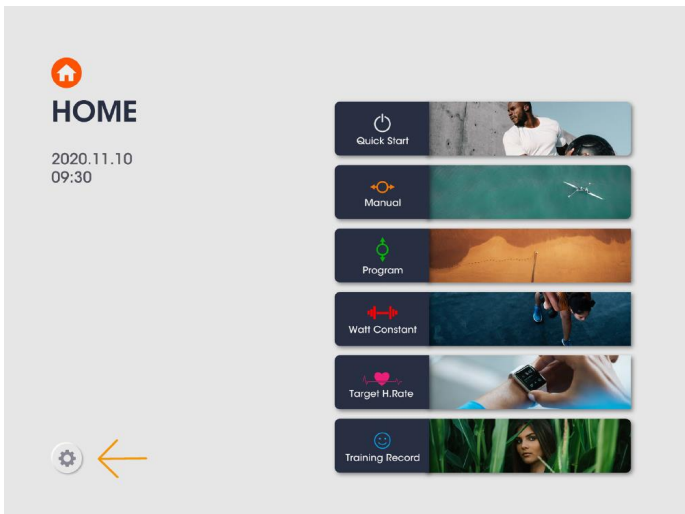 HOME
2020.11.10
09:30
Quick Start
Manual
Program
Watt Constant
Target H.Rate
Training Record